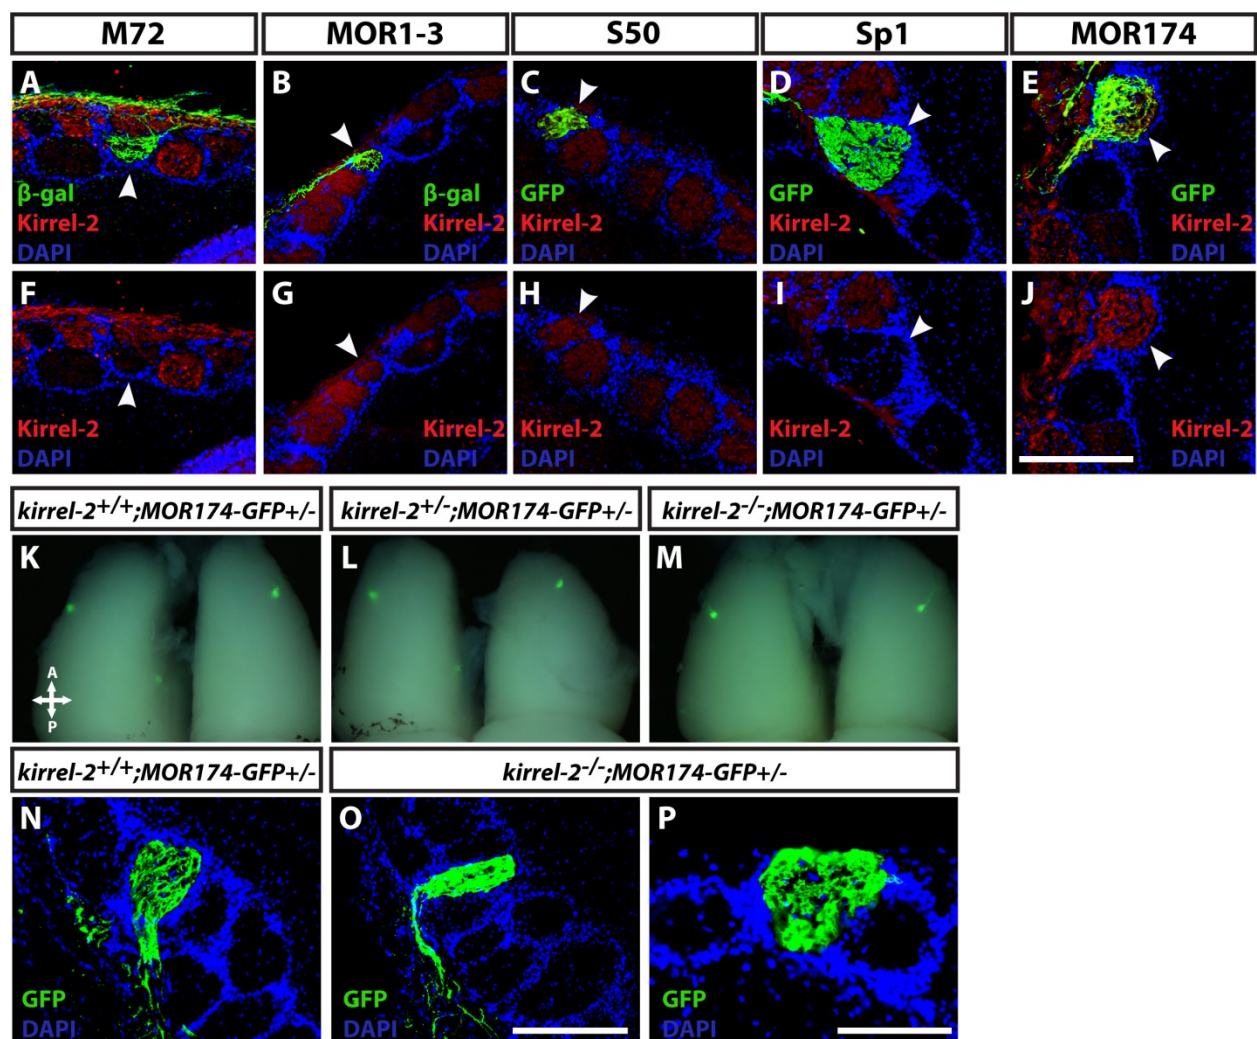 M72 MOR1-3 S50 Sp1 MOR174
A B C D E
β-gal β-gal GFP GFP GFP
Kirrel-2 Kirrel-2 Kirrel-2 Kirrel-2 Kirrel-2
DAPI DAPI DAPI DAPI DAPI
F G H I J
Kirrel-2 Kirrel-2 Kirrel-2 Kirrel-2 Kirrel-2
DAPI DAPI DAPI DAPI DAPI
kirrel-2+/+;MOR174-GFP+/- kirrel-2+/-;MOR174-GFP+/- kirrel-2-/-;MOR174-GFP+/-
K L M
A
P
kirrel-2+/+;MOR174-GFP+/- kirrel-2-/-;MOR174-GFP+/-
N O P
GFP GFP GFP
DAPI DAPI DAPI